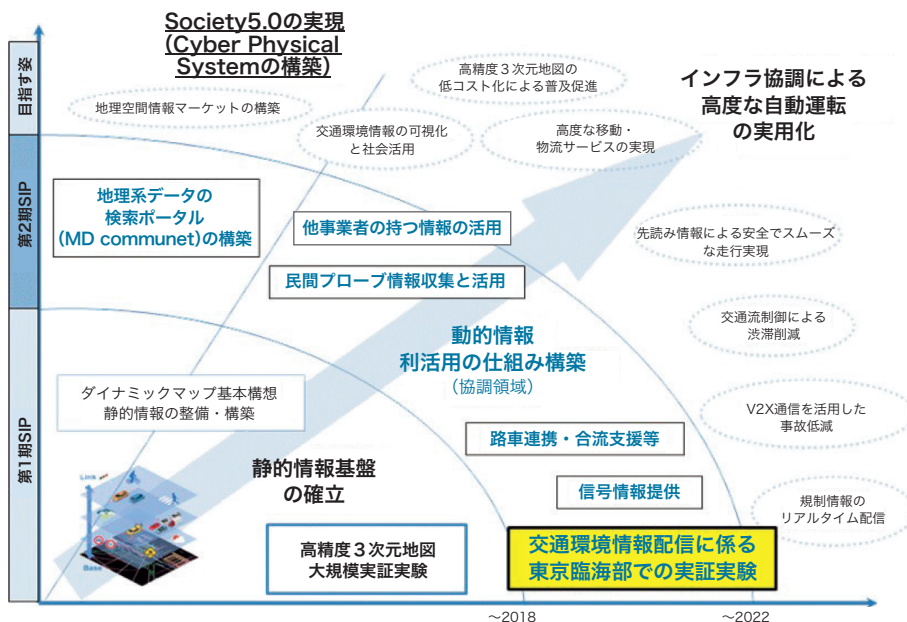 Society5.0の実現
(Cyber Physical
Systemの構築)
目指す姿
第2期SIP
第1期SIP
地理空間情報マーケットの構築
高精度3次元地図の
低コスト化による普及促進
交通環境情報の可視化
と社会活用
高度な移動・
物流サービスの実現
インフラ協調による
高度な自動運転
の実用化
地理系データの
検索ポータル
(MD communet)の構築
他事業者の持つ情報の活用
民間プローブ情報収集と活用
先読み情報による安全でスムーズ
な走行実現
交通流制御による
渋滞削減
動的情報
利活用の仕組み構築
(協調領域)
ダイナミックマップ基本構想
静的情報の整備・構築
V2X通信を活用した
事故低減
路車連携・合流支援等
静的情報基盤
の確立
信号情報提供
規制情報の
リアルタイム配信
Link
Base
高精度3次元地図
大規模実証実験
交通環境情報配信に係る
東京臨海部での実証実験
～2018
～2022